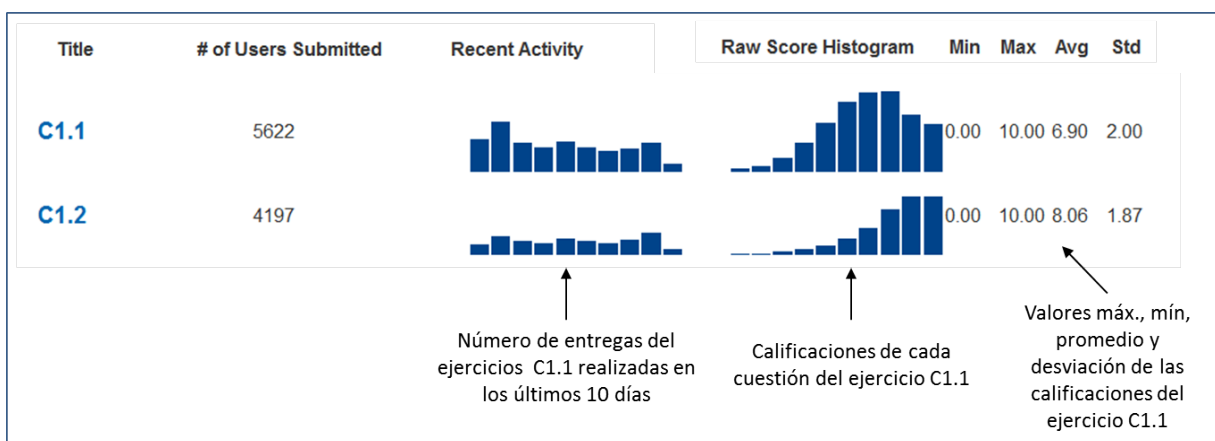 Title # of Users Submitted Recent Activity Raw Score Histogram Min Max Avg Std
C1.1 5622 0.00 10.00 6.90 2.00
C1.2 4197 0.00 10.00 8.06 1.87
Número de entregas del
ejercicios C1.1 realizadas en
los últimos 10 días
Calificaciones de cada
cuestión del ejercicio C1.1
Valores máx., mín,
promedio y
desviación de las
calificaciones del
ejercicio C1.1